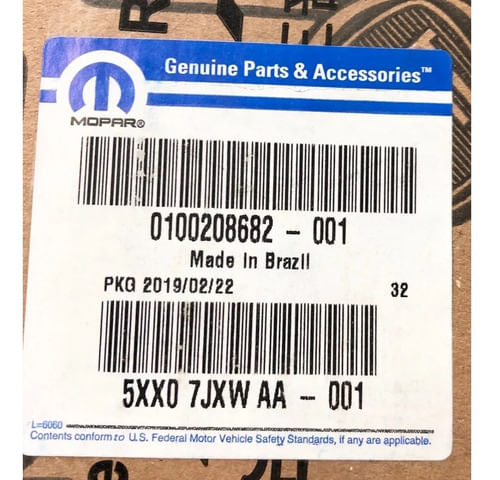 Genuine Parts & Accessories™
MOPAR®
0100208682 - 001
Made In Brazil
PKG 2019/02/22 32
5XX0 7JXW AA - 001
L=6060
Contents conform to U.S. Federal Motor Vehicle Safety Standards, if any are applicable.